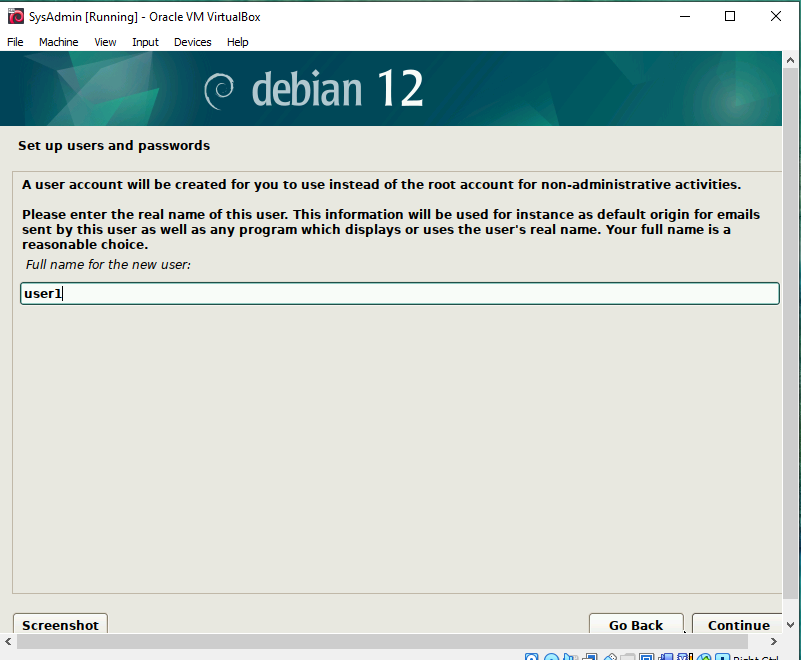 SysAdmin [Running] - Oracle VM VirtualBox
File Machine View Input Devices Help
debian 12
Set up users and passwords
A user account will be created for you to use instead of the root account for non-administrative activities.
Please enter the real name of this user. This information will be used for instance as default origin for emails
sent by this user as well as any program which displays or uses the user's real name. Your full name is a
reasonable choice.
Full name for the new user:
user1
Screenshot Go Back Continue
Right Ctrl